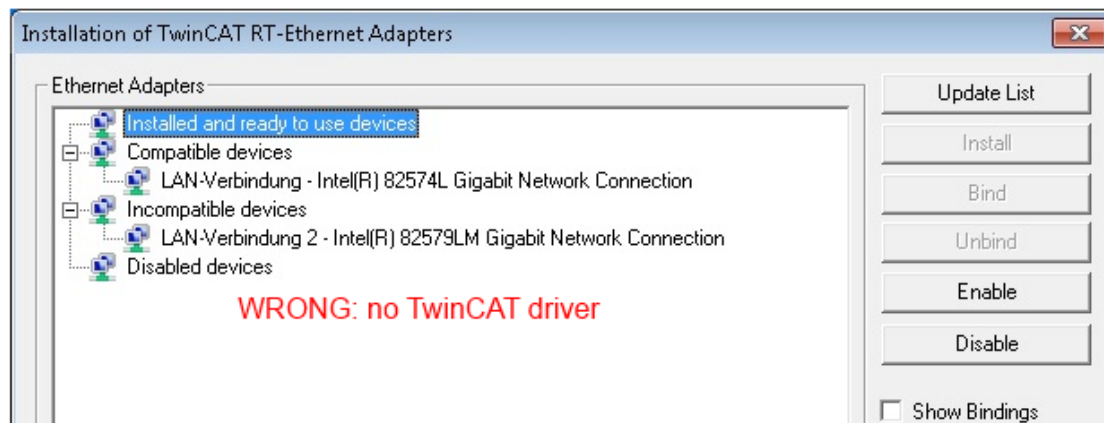 Installation of TwinCAT RT-Ethernet Adapters
Ethernet Adapters
Installed and ready to use devices
Compatible devices
LAN-Verbindung - Intel(R) 82574L Gigabit Network Connection
Incompatible devices
LAN-Verbindung 2 - Intel(R) 82579LM Gigabit Network Connection
Disabled devices
WRONG: no TwinCAT driver
Update List
Install
Bind
Unbind
Enable
Disable
Show Bindings